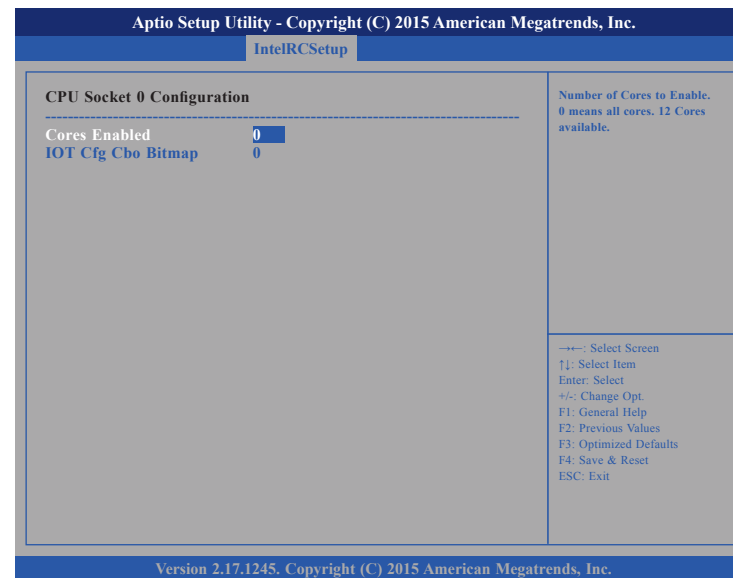 Aptio Setup Utility - Copyright (C) 2015 American Megatrends, Inc.
IntelRCSetup
CPU Socket 0 Configuration
Cores Enabled 0
IOT Cfg Cbo Bitmap 0
Number of Cores to Enable.
0 means all cores. 12 Cores
available.
→←: Select Screen
↑↓: Select Item
Enter: Select
+/-: Change Opt.
F1: General Help
F2: Previous Values
F3: Optimized Defaults
F4: Save & Reset
ESC: Exit
Version 2.17.1245. Copyright (C) 2015 American Megatrends, Inc.